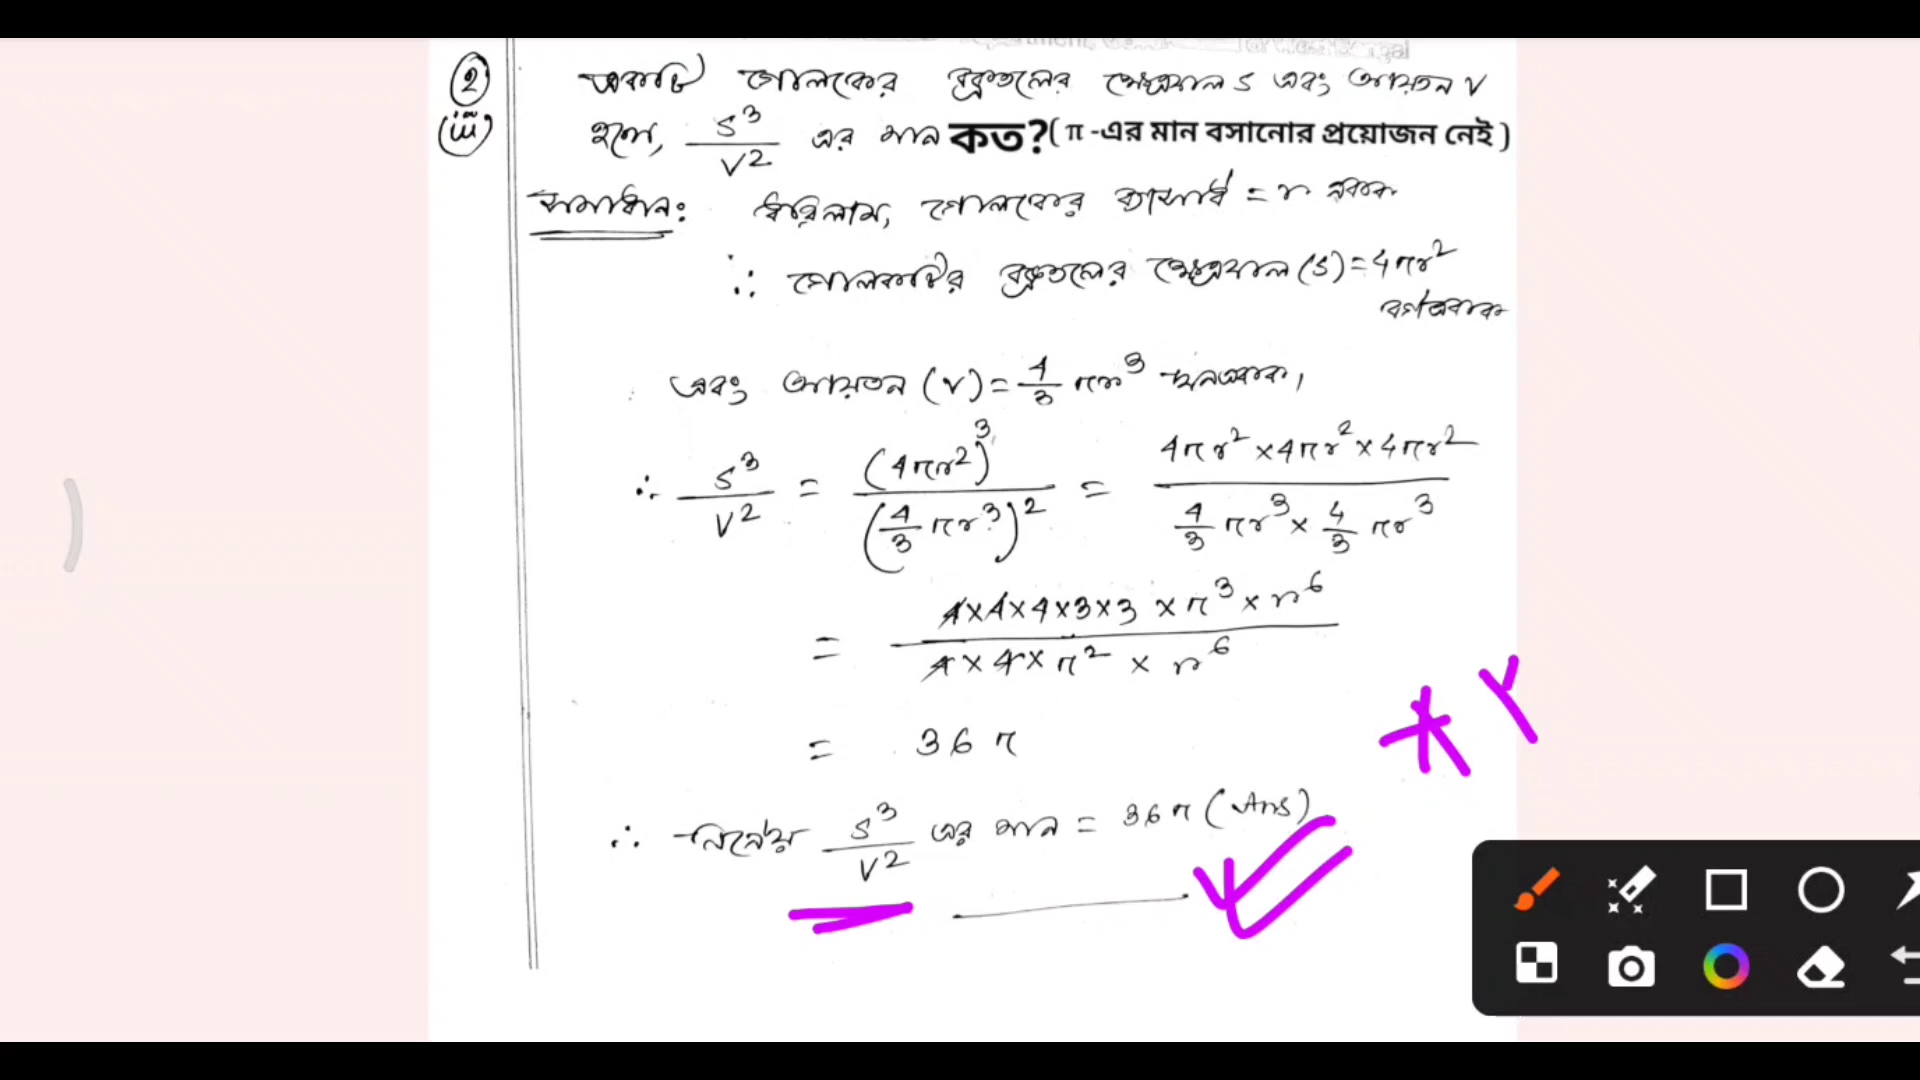 ② একটি গোলকের বক্রতলের ক্ষেত্রফল S এবং আয়তন V
(iii) হলে, S³/V² এর মান কত? (π -এর মান বসানোর প্রয়োজন নেই)
সমাধান: ধরিলাম, গোলকের ব্যাসার্ধ = r একক
∴ গোলকটির বক্রতলের ক্ষেত্রফল (S) = 4πr²
বর্গএকক
এবং আয়তন (V) = 4/3 πr³ ঘনএকক।
∴ S³/V² = (4πr²)³/(4/3 πr³)² = 4πr²×4πr²×4πr²/4/3 πr³ × 4/3 πr³
= 4×4×4×3×3×π³×r⁶/4×4×π²×r⁶
= 36π
∴ নির্ণেয় S³/V² এর মান = 36π (Ans)